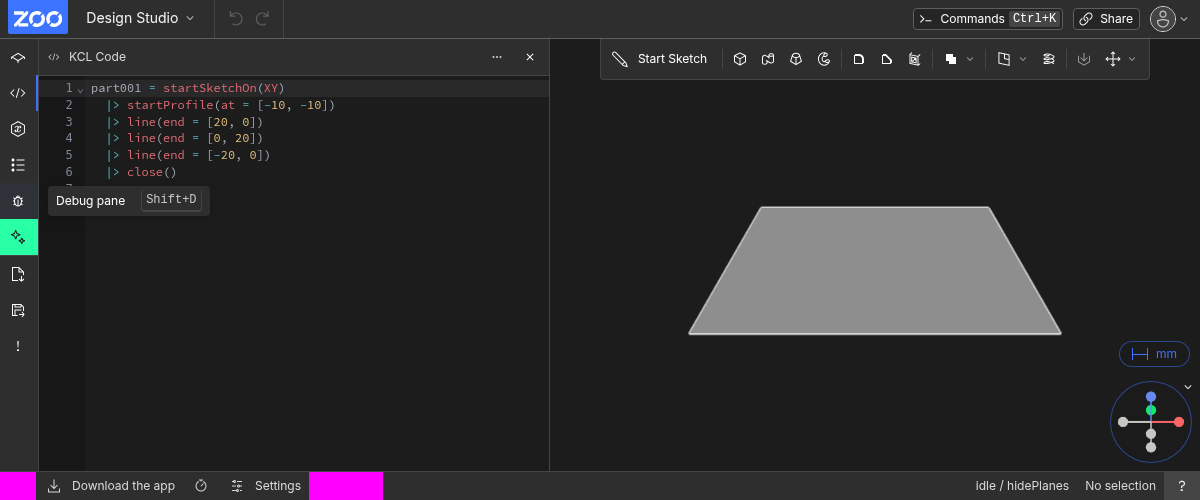 ZOO Design Studio Commands Ctrl+K Share
KCL Code
Start Sketch
1 part001 = startSketchOn(XY)
2 |> startProfile(at = [-10, -10])
3 |> line(end = [20, 0])
4 |> line(end = [0, 20])
5 |> line(end = [-20, 0])
6 |> close()
Debug pane Shift+D
mm
Download the app Settings idle / hidePlanes No selection ?